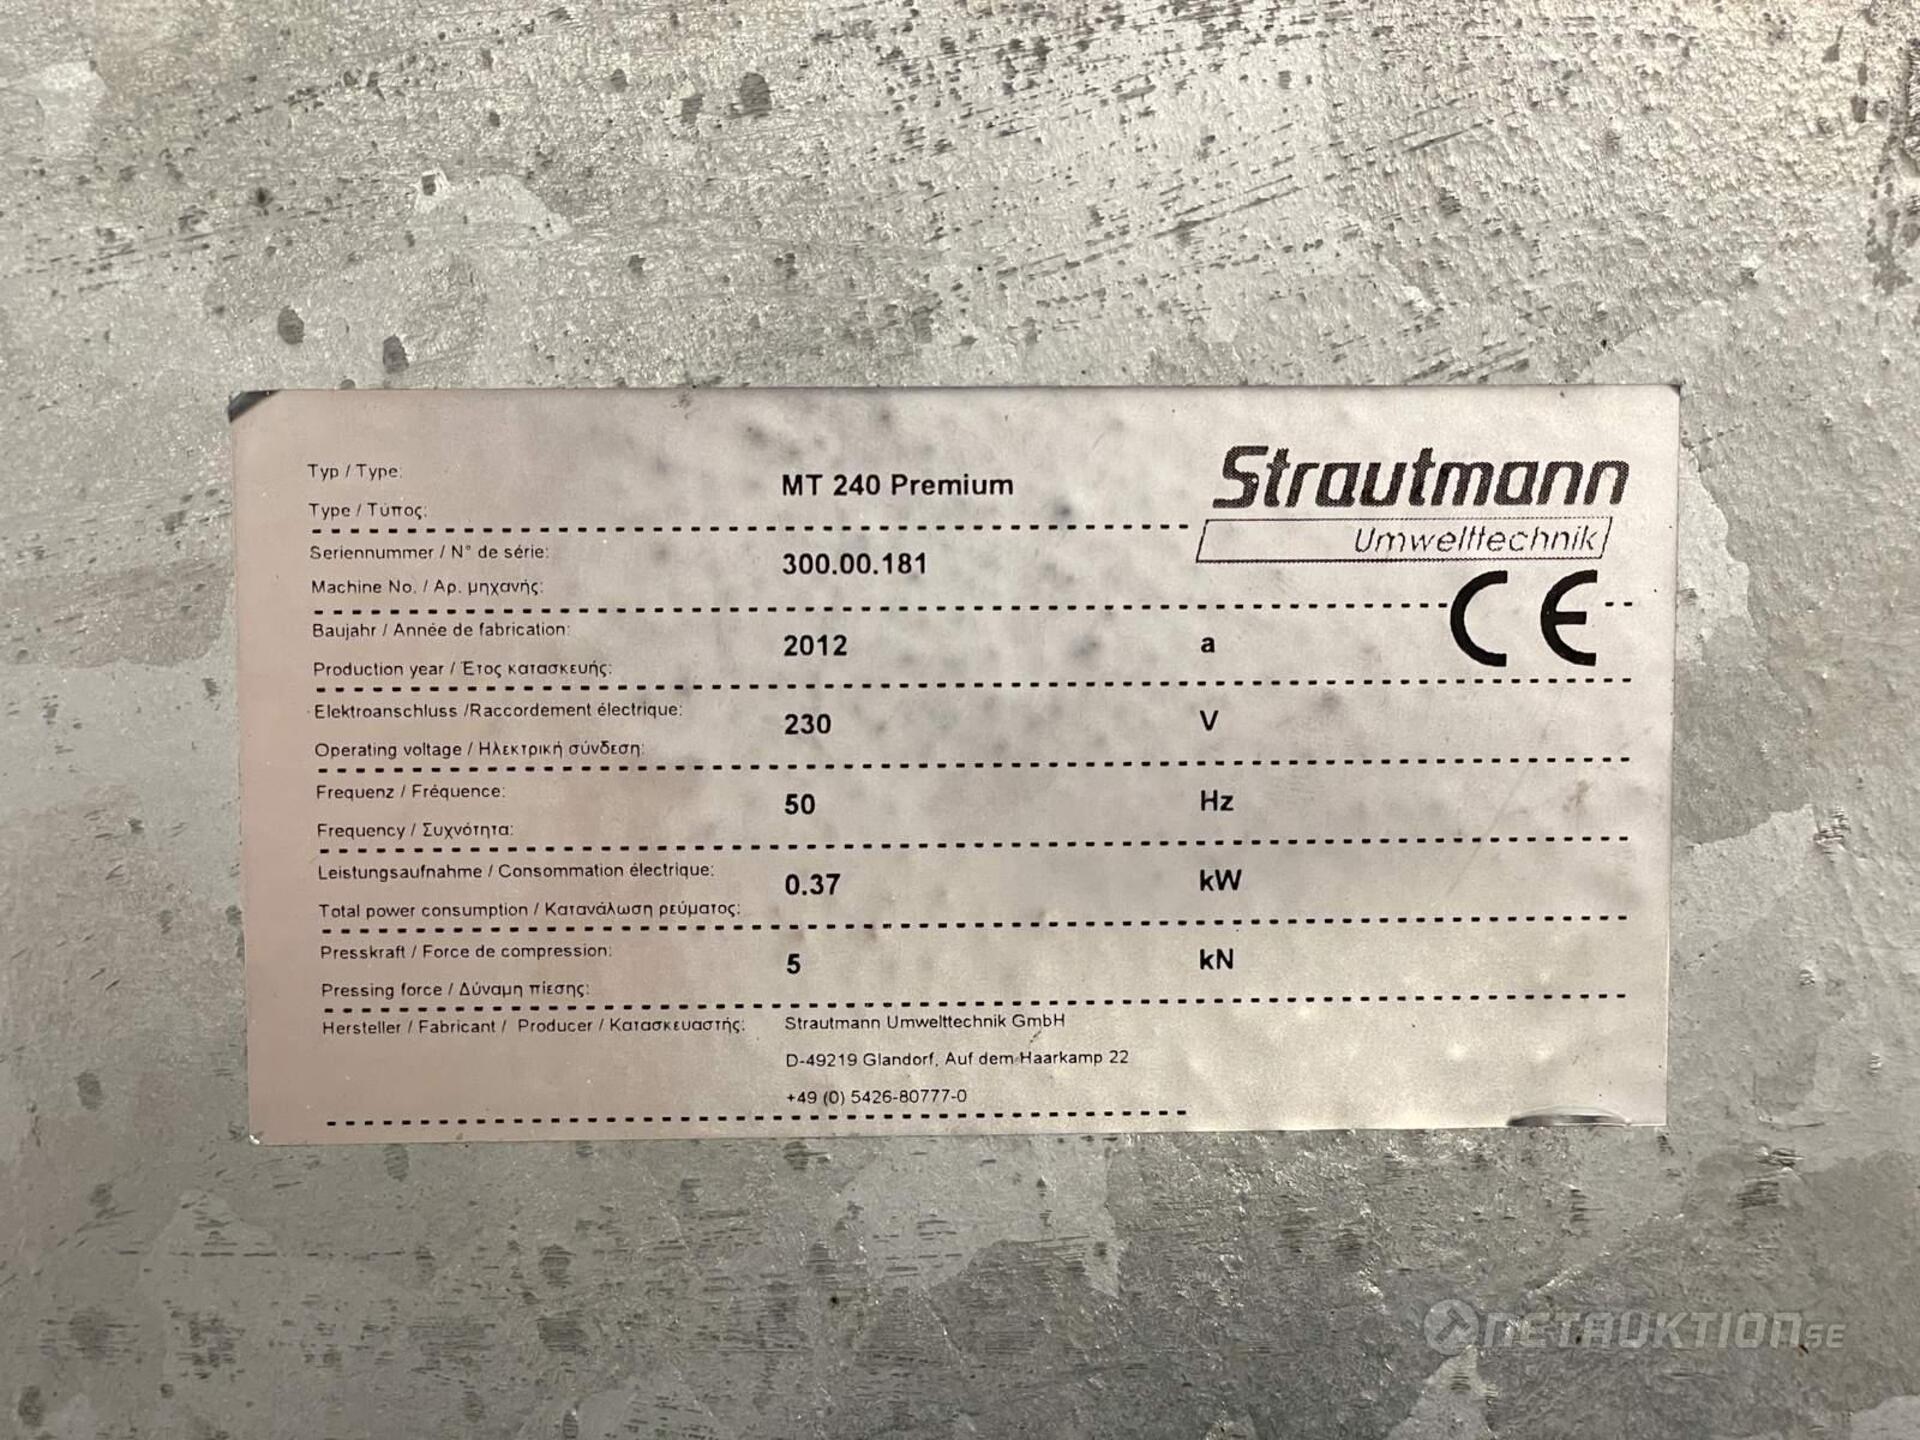 Typ / Type:
MT 240 Premium
Type / Τύπος:
Strautmann
Umwelttechnik
Seriennummer / N° de série:
300.00.181
Machine No. / Αρ. μηχανής:
CE
Baujahr / Année de fabrication:
2012 a
Production year / Έτος κατασκευής:
Elektroanschluss /Raccordement électrique:
230 V
Operating voltage / Ηλεκτρική σύνδεση:
Frequenz / Fréquence:
50 Hz
Frequency / Συχνότητα:
Leistungsaufnahme / Consommation électrique:
0.37 kW
Total power consumption / Κατανάλωση ρεύματος:
Presskraft / Force de compression:
5 kN
Pressing force / Δύναμη πίεσης:
Hersteller / Fabricant / Producer / Κατασκευαστής: Strautmann Umwelttechnik GmbH
D-49219 Glandorf, Auf dem Haarkamp 22
+49 (0) 5426-80777-0
NETAUKTION.SE